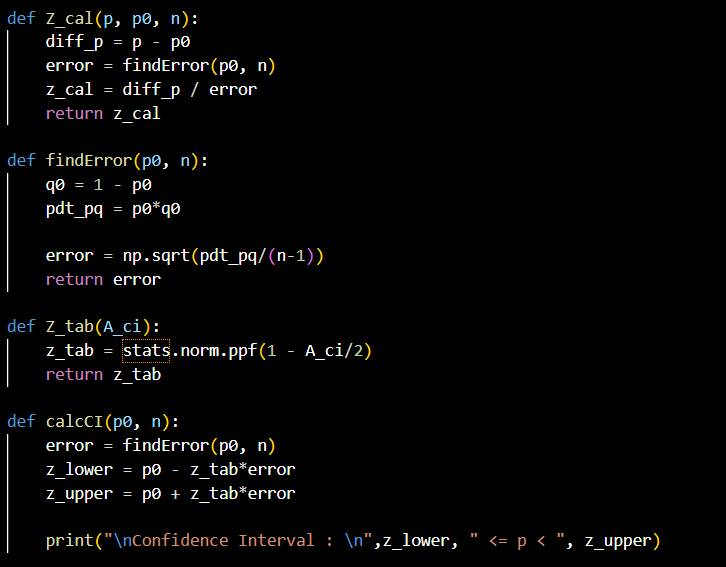 def Z_cal(p, p0, n):
    diff_p = p - p0
    error = findError(p0, n)
    z_cal = diff_p / error
    return z_cal

def findError(p0, n):
    q0 = 1 - p0
    pdt_pq = p0*q0

    error = np.sqrt(pdt_pq/(n-1))
    return error

def Z_tab(A_ci):
    z_tab = stats.norm.ppf(1 - A_ci/2)
    return z_tab

def calcCI(p0, n):
    error = findError(p0, n)
    z_lower = p0 - z_tab*error
    z_upper = p0 + z_tab*error

    print("\nConfidence Interval : \n",z_lower, " <= p < ", z_upper)